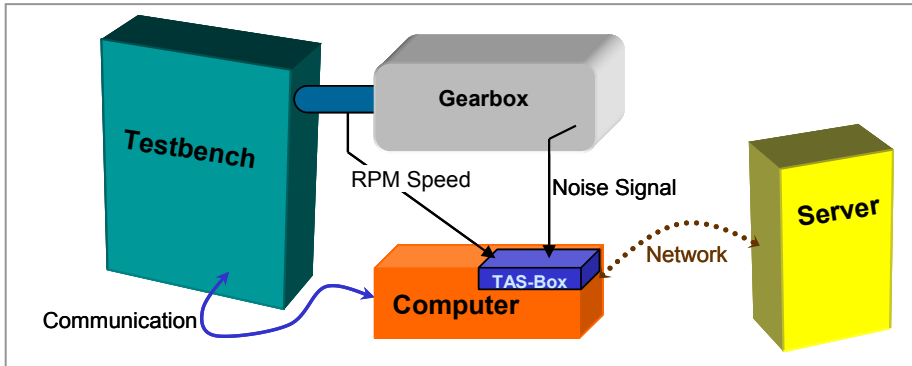 Testbench
Gearbox
RPM Speed
Noise Signal
Server
Network
TAS-Box
Computer
Communication